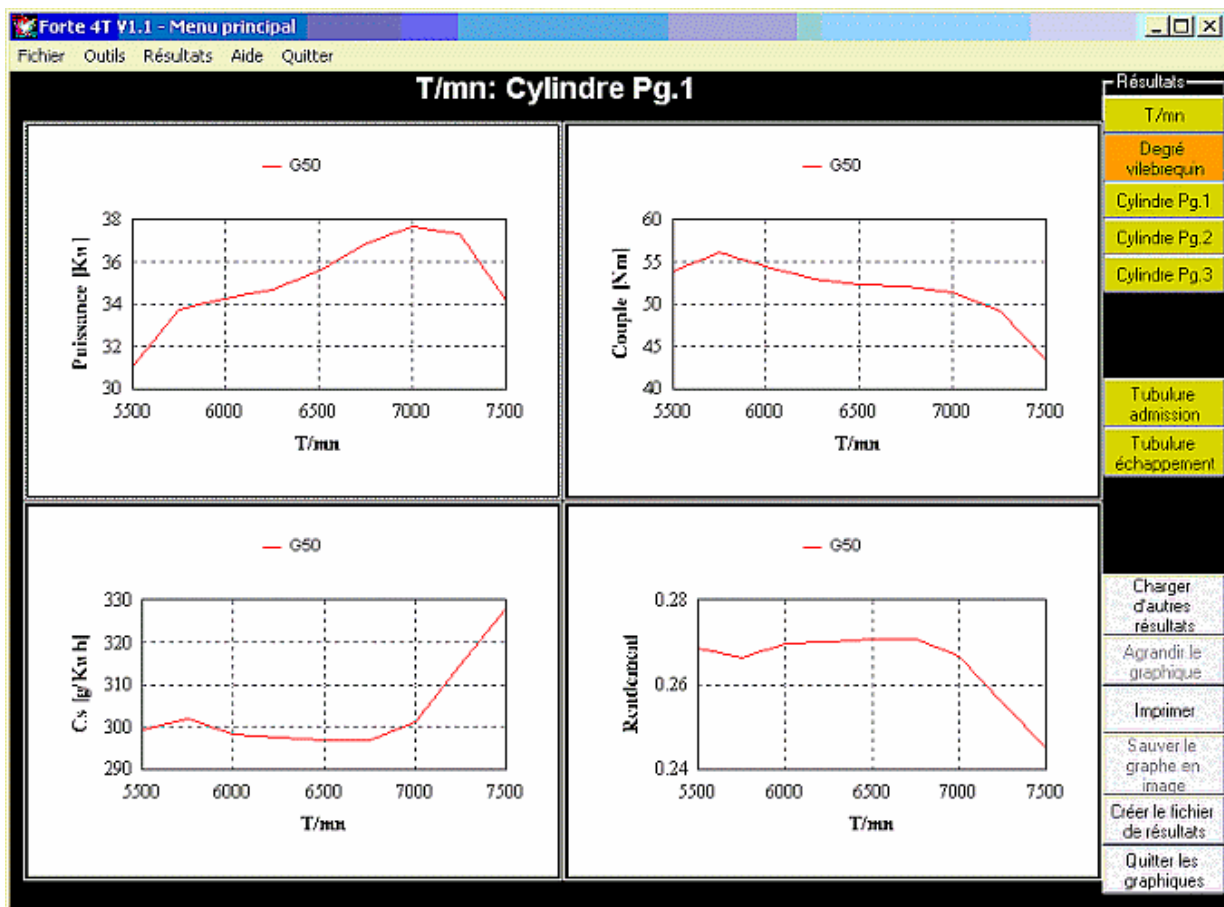 Forte 4T V1.1 - Menu principal
Fichier Outils Résultats Aide Quitter
T/mn: Cylindre Pg.1
G50
Puissance [Kw]
38
36
34
32
30
5500 6000 6500 7000 7500
T/mn
G50
Couple [Nm]
60
55
50
45
40
5500 6000 6500 7000 7500
T/mn
G50
Cs [g/Kwh]
330
320
310
300
290
5500 6000 6500 7000 7500
T/mn
G50
Rendement
0.28
0.26
0.24
5500 6000 6500 7000 7500
T/mn
Résultats
T/mn
Degré
vilebrequin
Cylindre Pg.1
Cylindre Pg.2
Cylindre Pg.3
Tubulure
admission
Tubulure
échappement
Charger
d'autres
résultats
Agrandir le
graphique
Imprimer
Sauver le
graphe en
image
Créer le fichier
de résultats
Quitter les
graphiques